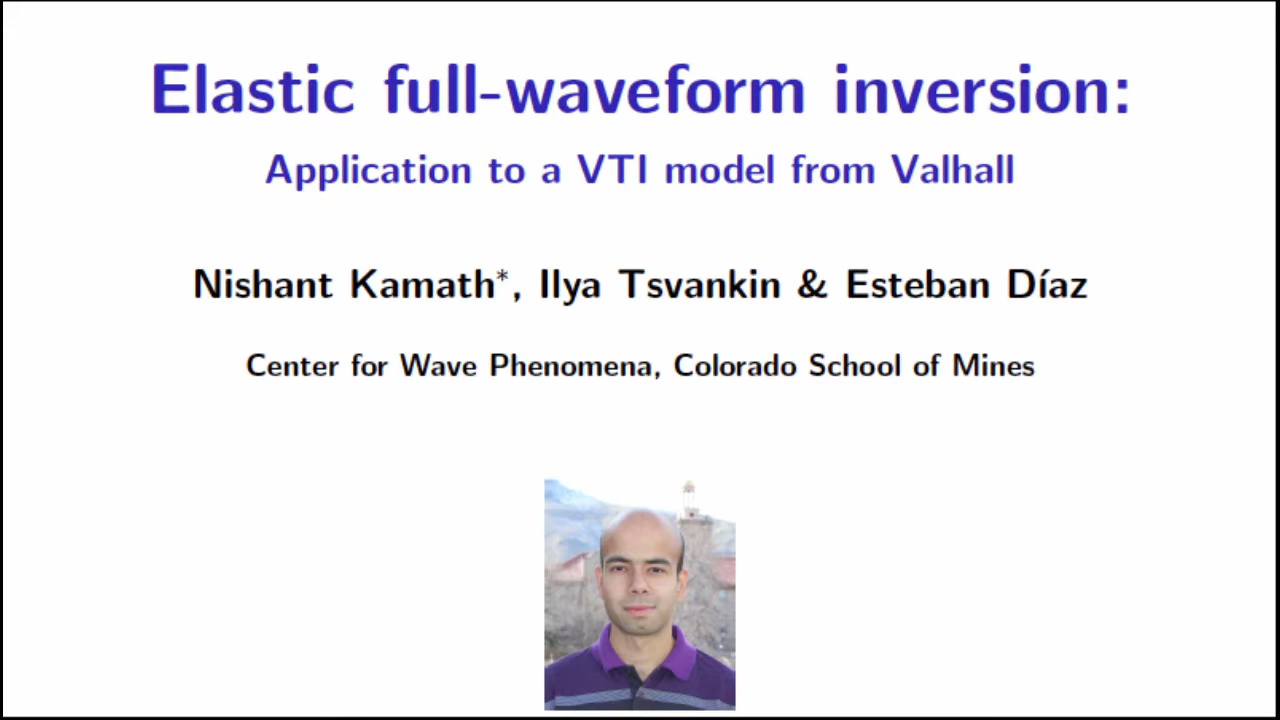 Elastic full-waveform inversion:
Application to a VTI model from Valhall
Nishant Kamath*, Ilya Tsvankin & Esteban Díaz
Center for Wave Phenomena, Colorado School of Mines